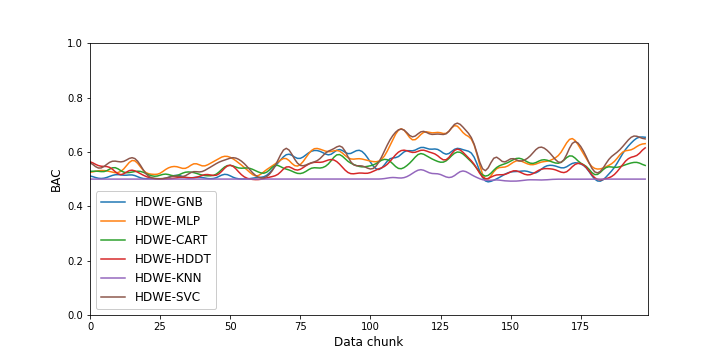 1.0
0.8
0.6
0.4
0.2
0.0
BAC
HDWE-GNB
HDWE-MLP
HDWE-CART
HDWE-HDDT
HDWE-KNN
HDWE-SVC
0 25 50 75 100 125 150 175
Data chunk